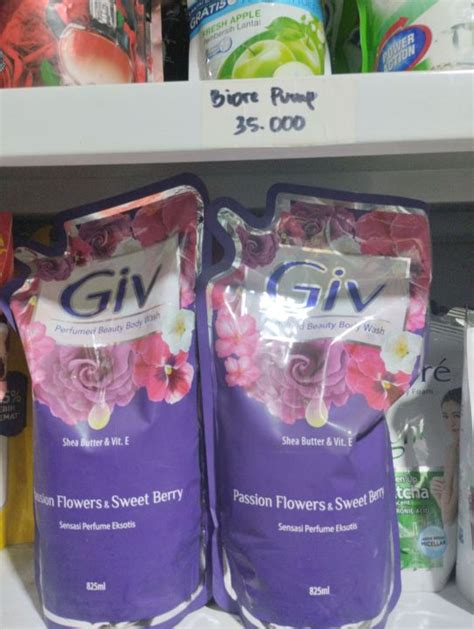 GRATIS
FRESH APPLE
Pembersih Lantai
POWER
ACTION
Biore Pump
35.000
Giv
Perfumed Beauty Body Wash
Shea Butter & Vit. E
Passion Flowers & Sweet Berry
Sensasi Perfume Eksotis
825ml
Giv
Beauty Body Wash
Shea Butter & Vit. E
Passion Flowers & Sweet Berry
Sensasi Perfume Eksotis
825ml
MICELLAR